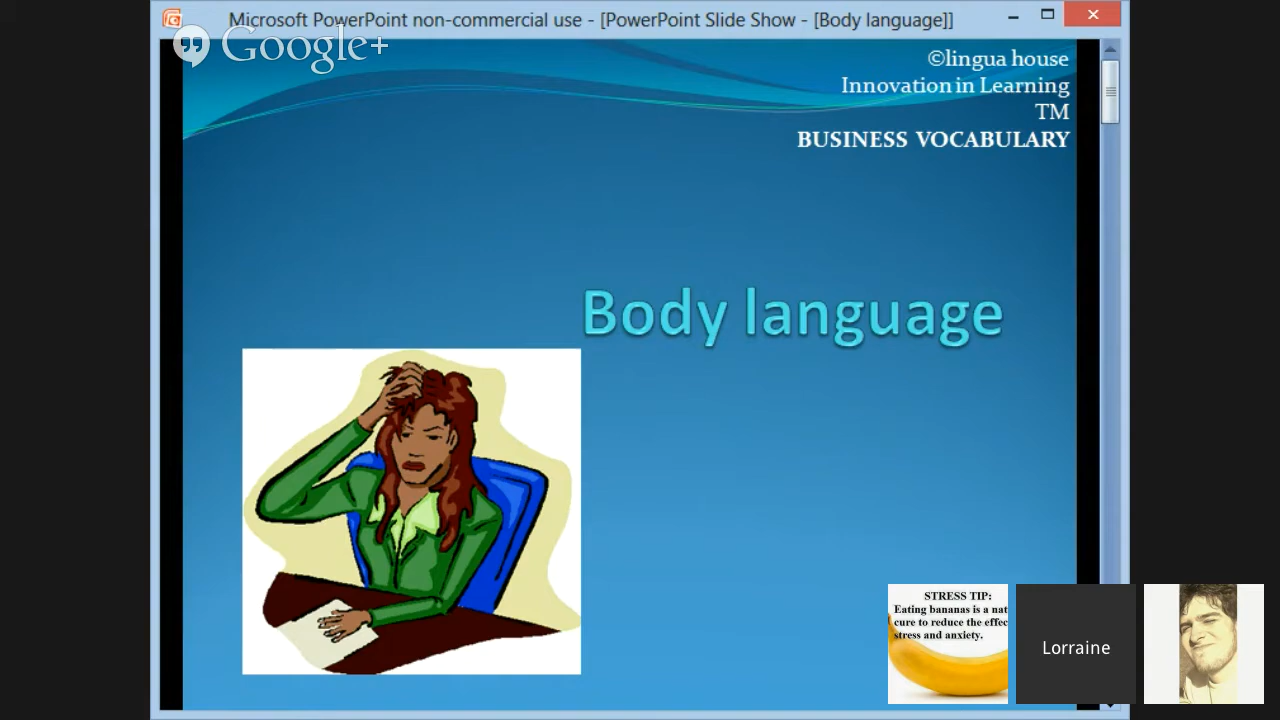 Microsoft PowerPoint non-commercial use - [PowerPoint Slide Show - [Body language]]
Google+
©lingua house
Innovation in Learning
TM
BUSINESS VOCABULARY
Body language
STRESS TIP:
Eating bananas is a nat
cure to reduce the effec
stress and anxiety.
Lorraine